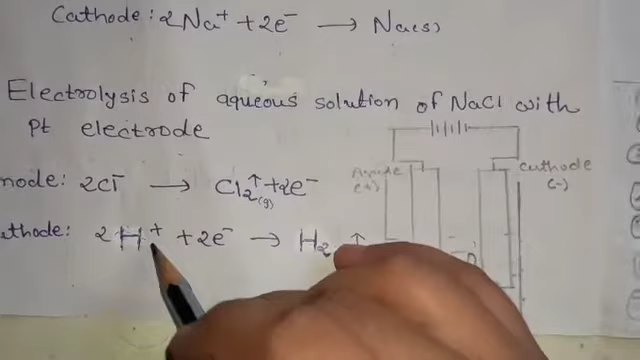 Cathode: 2Na⁺ + 2e⁻ ⟶ Na(s)
Electrolysis of aqueous solution of NaCl with
Pt electrode
node: 2Cl⁻ ⟶ Cl₂↑(g) + 2e⁻
Anode
(+)
Cathode
(-)
thode: 2H⁺ + 2e⁻ ⟶ H₂ ↑